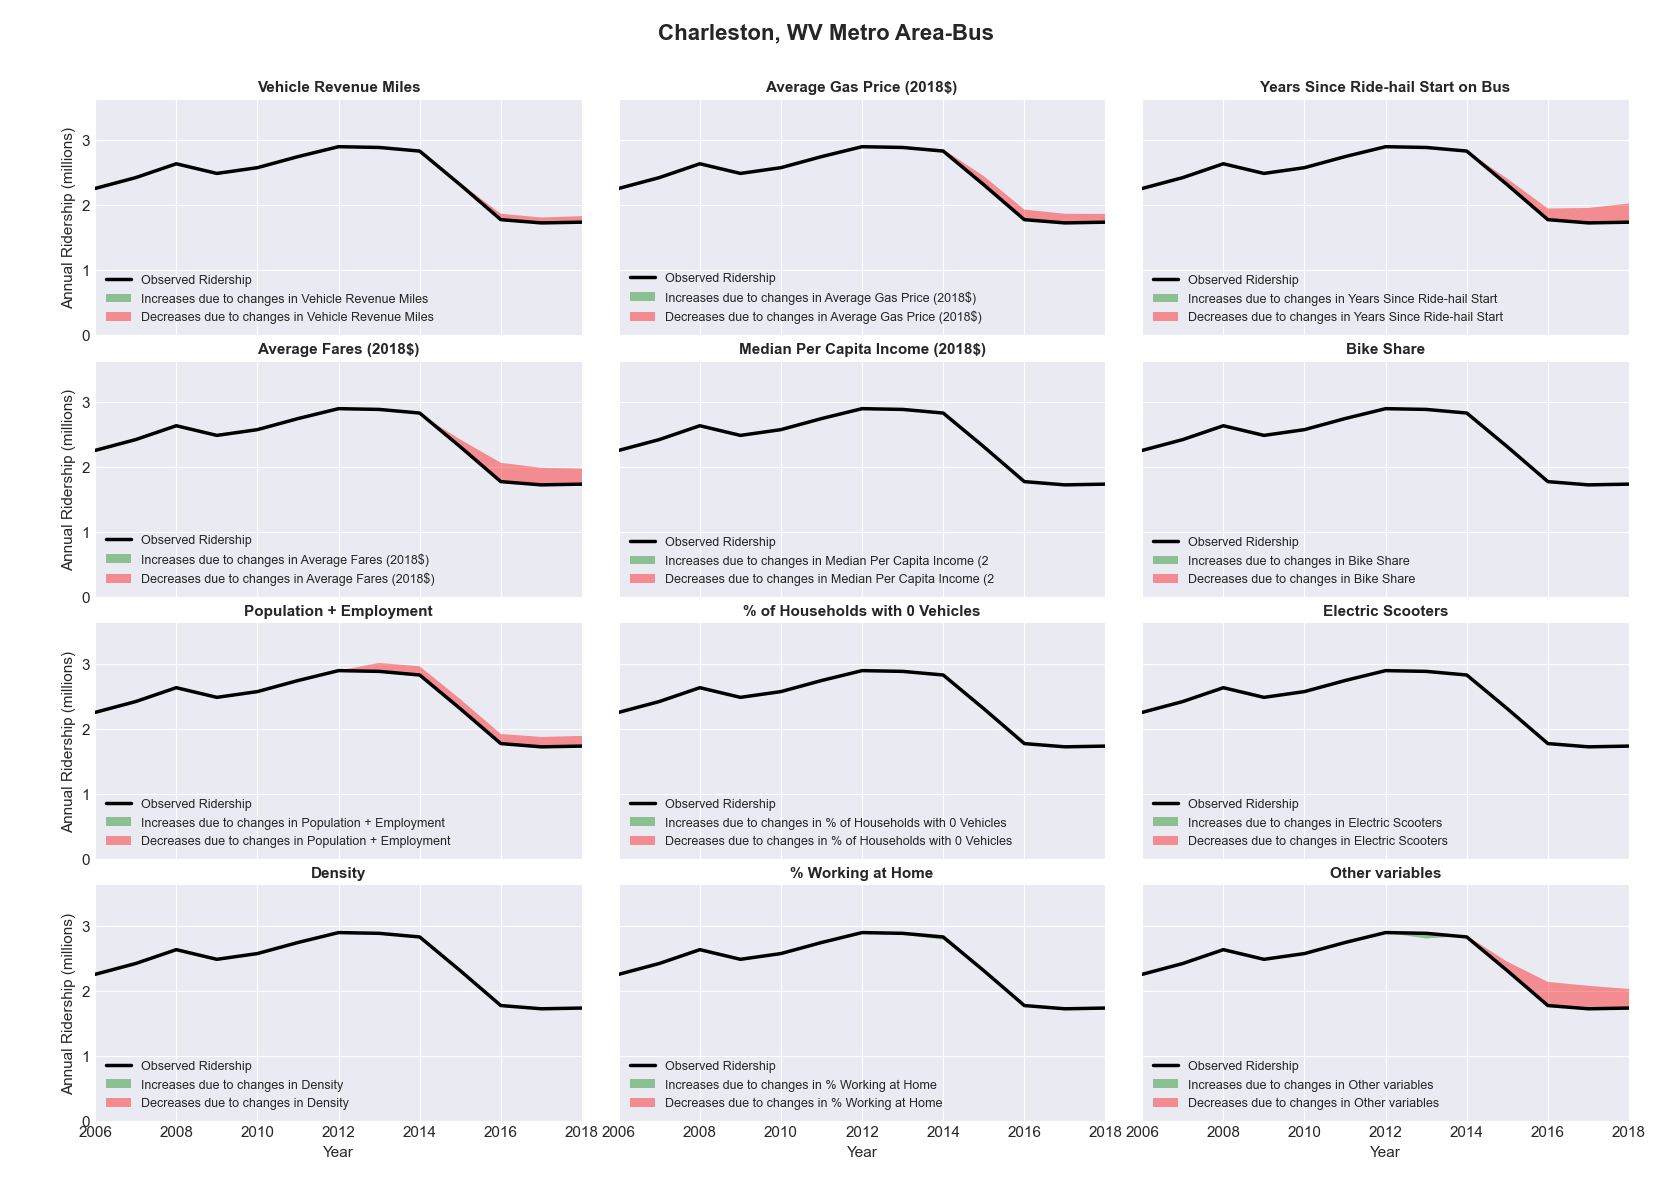 Charleston, WV Metro Area-Bus
Vehicle Revenue Miles
Annual Ridership (millions)
3
2
1
0
Observed Ridership
Increases due to changes in Vehicle Revenue Miles
Decreases due to changes in Vehicle Revenue Miles
Average Gas Price (2018$)
Observed Ridership
Increases due to changes in Average Gas Price (2018$)
Decreases due to changes in Average Gas Price (2018$)
Years Since Ride-hail Start on Bus
Observed Ridership
Increases due to changes in Years Since Ride-hail Start
Decreases due to changes in Years Since Ride-hail Start
Average Fares (2018$)
Annual Ridership (millions)
3
2
1
0
Observed Ridership
Increases due to changes in Average Fares (2018$)
Decreases due to changes in Average Fares (2018$)
Median Per Capita Income (2018$)
Observed Ridership
Increases due to changes in Median Per Capita Income (2
Decreases due to changes in Median Per Capita Income (2
Bike Share
Observed Ridership
Increases due to changes in Bike Share
Decreases due to changes in Bike Share
Population + Employment
Annual Ridership (millions)
3
2
1
0
Observed Ridership
Increases due to changes in Population + Employment
Decreases due to changes in Population + Employment
% of Households with 0 Vehicles
Observed Ridership
Increases due to changes in % of Households with 0 Vehicles
Decreases due to changes in % of Households with 0 Vehicles
Electric Scooters
Observed Ridership
Increases due to changes in Electric Scooters
Decreases due to changes in Electric Scooters
Density
Annual Ridership (millions)
3
2
1
0
Observed Ridership
Increases due to changes in Density
Decreases due to changes in Density
2006 2008 2010 2012 2014 2016 2018
Year
% Working at Home
Observed Ridership
Increases due to changes in % Working at Home
Decreases due to changes in % Working at Home
2006 2008 2010 2012 2014 2016 2018
Year
Other variables
Observed Ridership
Increases due to changes in Other variables
Decreases due to changes in Other variables
2006 2008 2010 2012 2014 2016 2018
Year